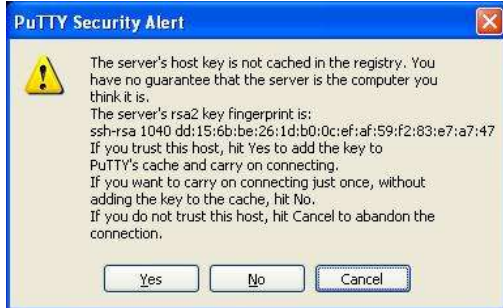 PuTTY Security Alert
The server's host key is not cached in the registry. You
have no guarantee that the server is the computer you
think it is.
The server's rsa2 key fingerprint is:
ssh-rsa 1040 dd:15:6b:be:26:1d:b0:0c:ef:af:59:f2:83:e7:a7:47
If you trust this host, hit Yes to add the key to
PuTTY's cache and carry on connecting.
If you want to carry on connecting just once, without
adding the key to the cache, hit No.
If you do not trust this host, hit Cancel to abandon the
connection.
Yes No Cancel